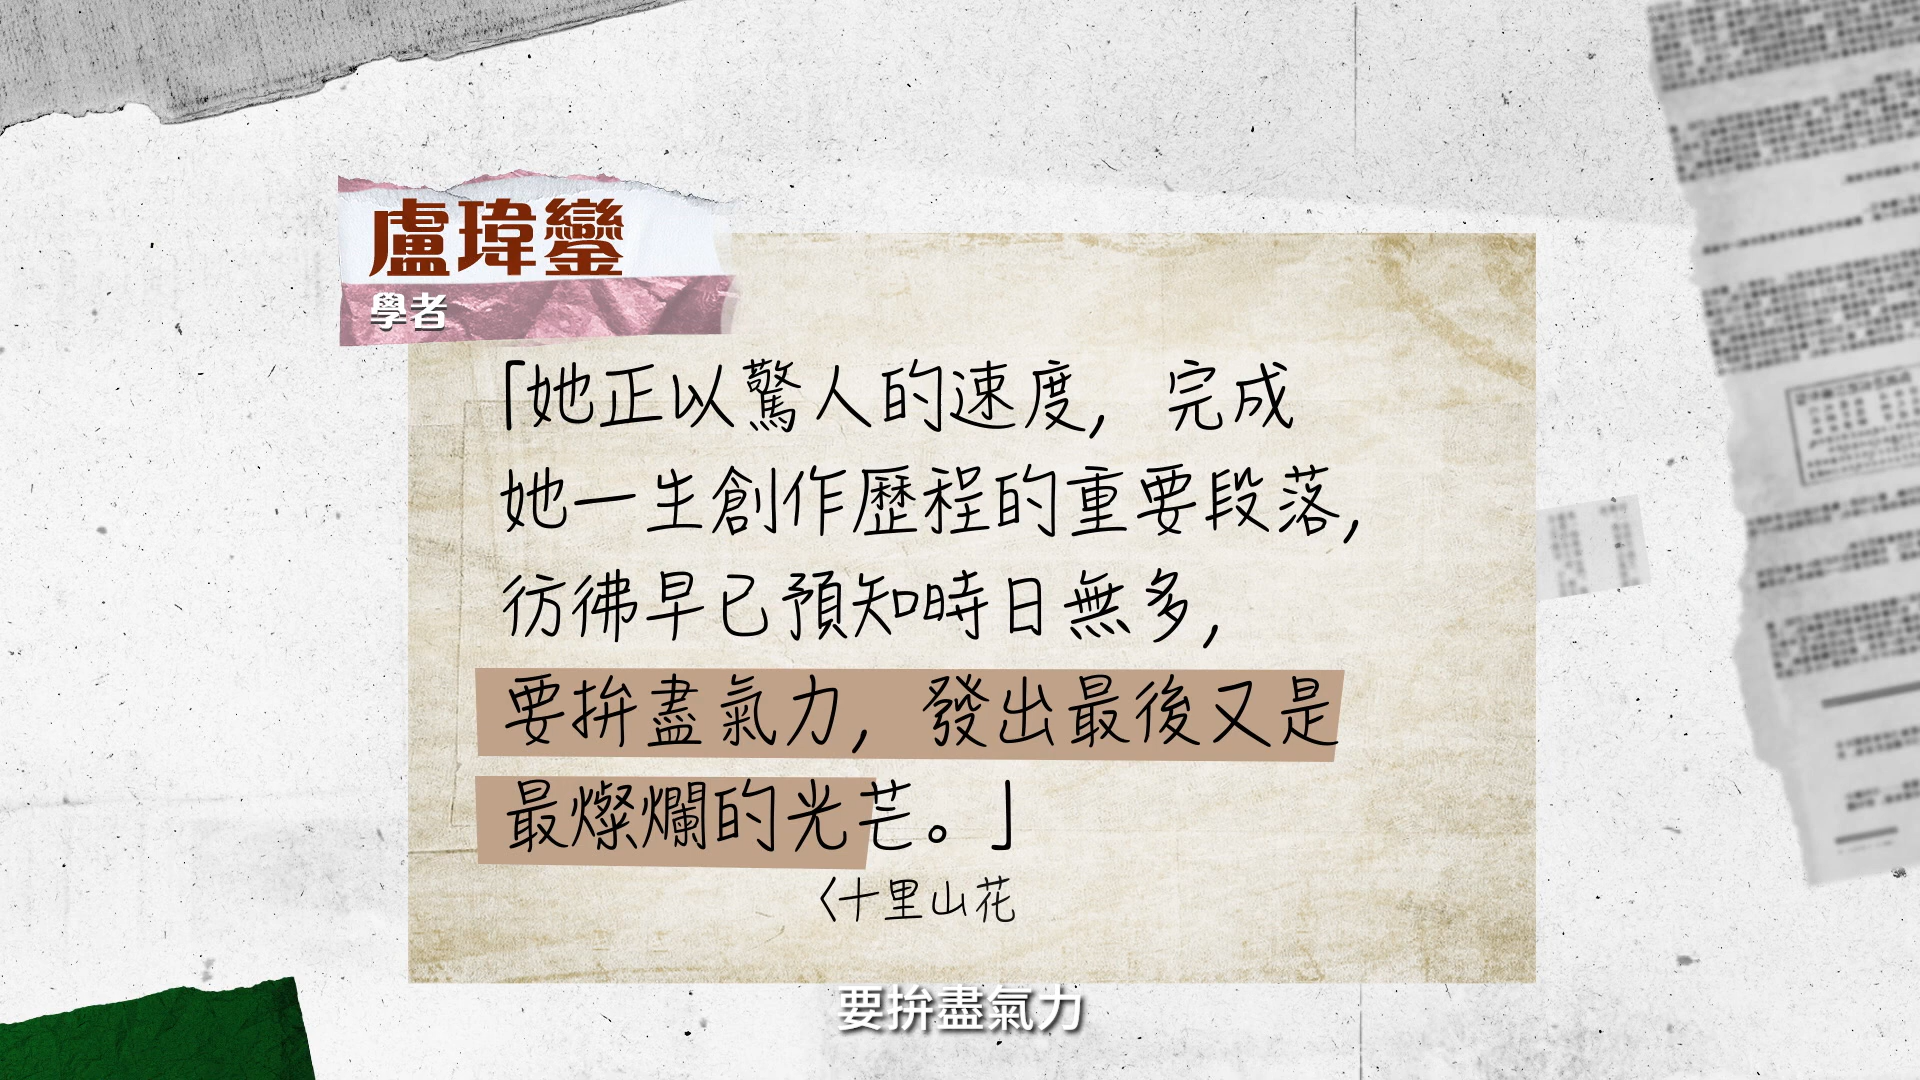 盧瑋鑾
學者
「她正以驚人的速度，完成
她一生創作歷程的重要段落，
彷彿早已預知時日無多，
要拚盡氣力，發出最後又是
最燦爛的光芒。」
〈十里山花
要拚盡氣力